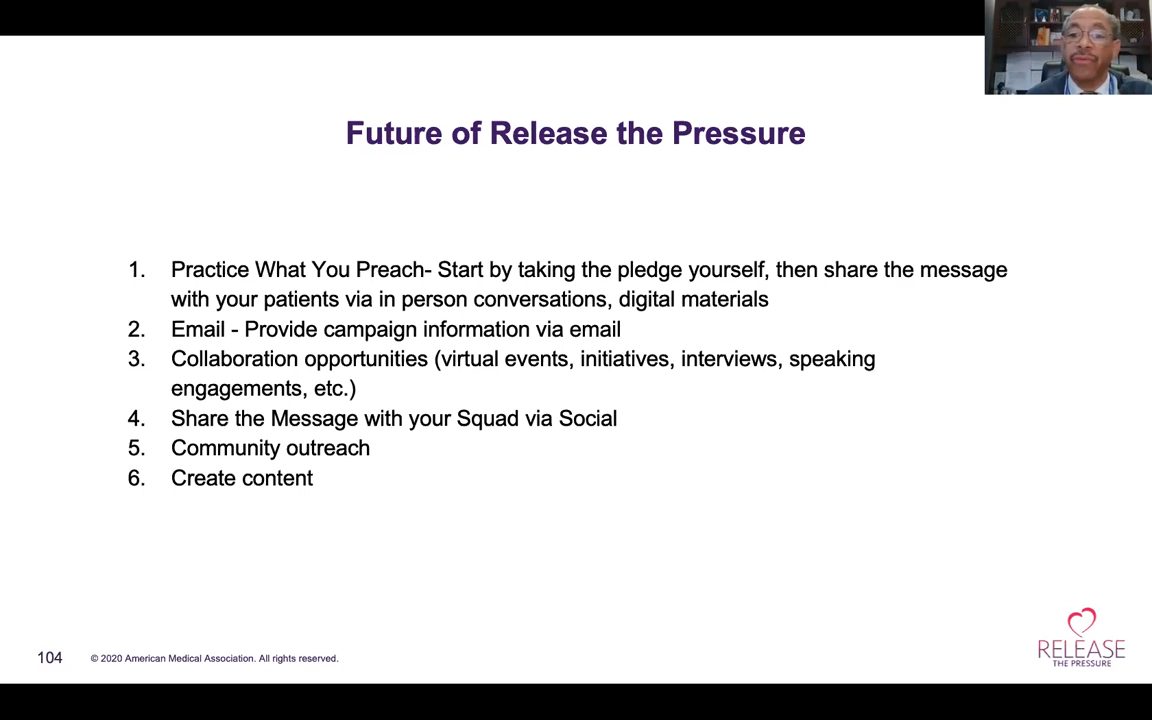 Future of Release the Pressure
1. Practice What You Preach- Start by taking the pledge yourself, then share the message
with your patients via in person conversations, digital materials
2. Email - Provide campaign information via email
3. Collaboration opportunities (virtual events, initiatives, interviews, speaking
engagements, etc.)
4. Share the Message with your Squad via Social
5. Community outreach
6. Create content
104 © 2020 American Medical Association. All rights reserved.
RELEASE
THE PRESSURE